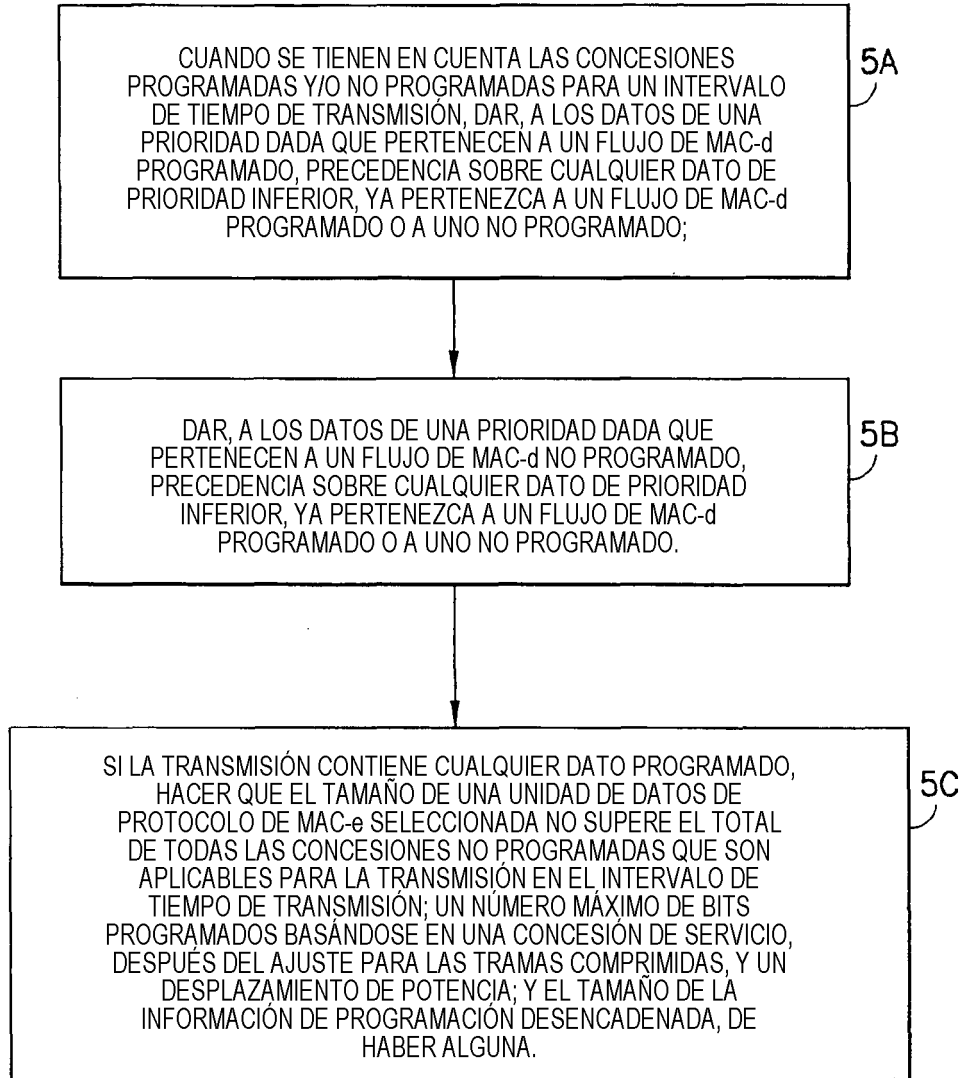 CUANDO SE TIENEN EN CUENTA LAS CONCESIONES
PROGRAMADAS Y/O NO PROGRAMADAS PARA UN INTERVALO
DE TIEMPO DE TRANSMISIÓN, DAR, A LOS DATOS DE UNA
PRIORIDAD DADA QUE PERTENECEN A UN FLUJO DE MAC-d
PROGRAMADO, PRECEDENCIA SOBRE CUALQUIER DATO DE
PRIORIDAD INFERIOR, YA PERTENEZCA A UN FLUJO DE MAC-d
PROGRAMADO O A UNO NO PROGRAMADO;
5A
DAR, A LOS DATOS DE UNA PRIORIDAD DADA QUE
PERTENECEN A UN FLUJO DE MAC-d NO PROGRAMADO,
PRECEDENCIA SOBRE CUALQUIER DATO DE PRIORIDAD
INFERIOR, YA PERTENEZCA A UN FLUJO DE MAC-d
PROGRAMADO O A UNO NO PROGRAMADO.
5B
SI LA TRANSMISIÓN CONTIENE CUALQUIER DATO PROGRAMADO,
HACER QUE EL TAMAÑO DE UNA UNIDAD DE DATOS DE
PROTOCOLO DE MAC-e SELECCIONADA NO SUPERE EL TOTAL
DE TODAS LAS CONCESIONES NO PROGRAMADAS QUE SON
APLICABLES PARA LA TRANSMISIÓN EN EL INTERVALO DE
TIEMPO DE TRANSMISIÓN; UN NÚMERO MÁXIMO DE BITS
PROGRAMADOS BASÁNDOSE EN UNA CONCESIÓN DE SERVICIO,
DESPUÉS DEL AJUSTE PARA LAS TRAMAS COMPRIMIDAS, Y UN
DESPLAZAMIENTO DE POTENCIA; Y EL TAMAÑO DE LA
INFORMACIÓN DE PROGRAMACIÓN DESENCADENADA, DE
HABER ALGUNA.
5C